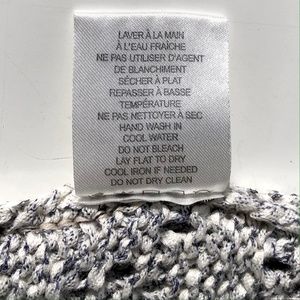 LAVER À LA MAIN
À L'EAU FRAÎCHE
NE PAS UTILISER D'AGENT
DE BLANCHIMENT
SÉCHER À PLAT
REPASSER À BASSE
TEMPÉRATURE
NE PAS NETTOYER À SEC
HAND WASH IN
COOL WATER
DO NOT BLEACH
LAY FLAT TO DRY
COOL IRON IF NEEDED
DO NOT DRY CLEAN